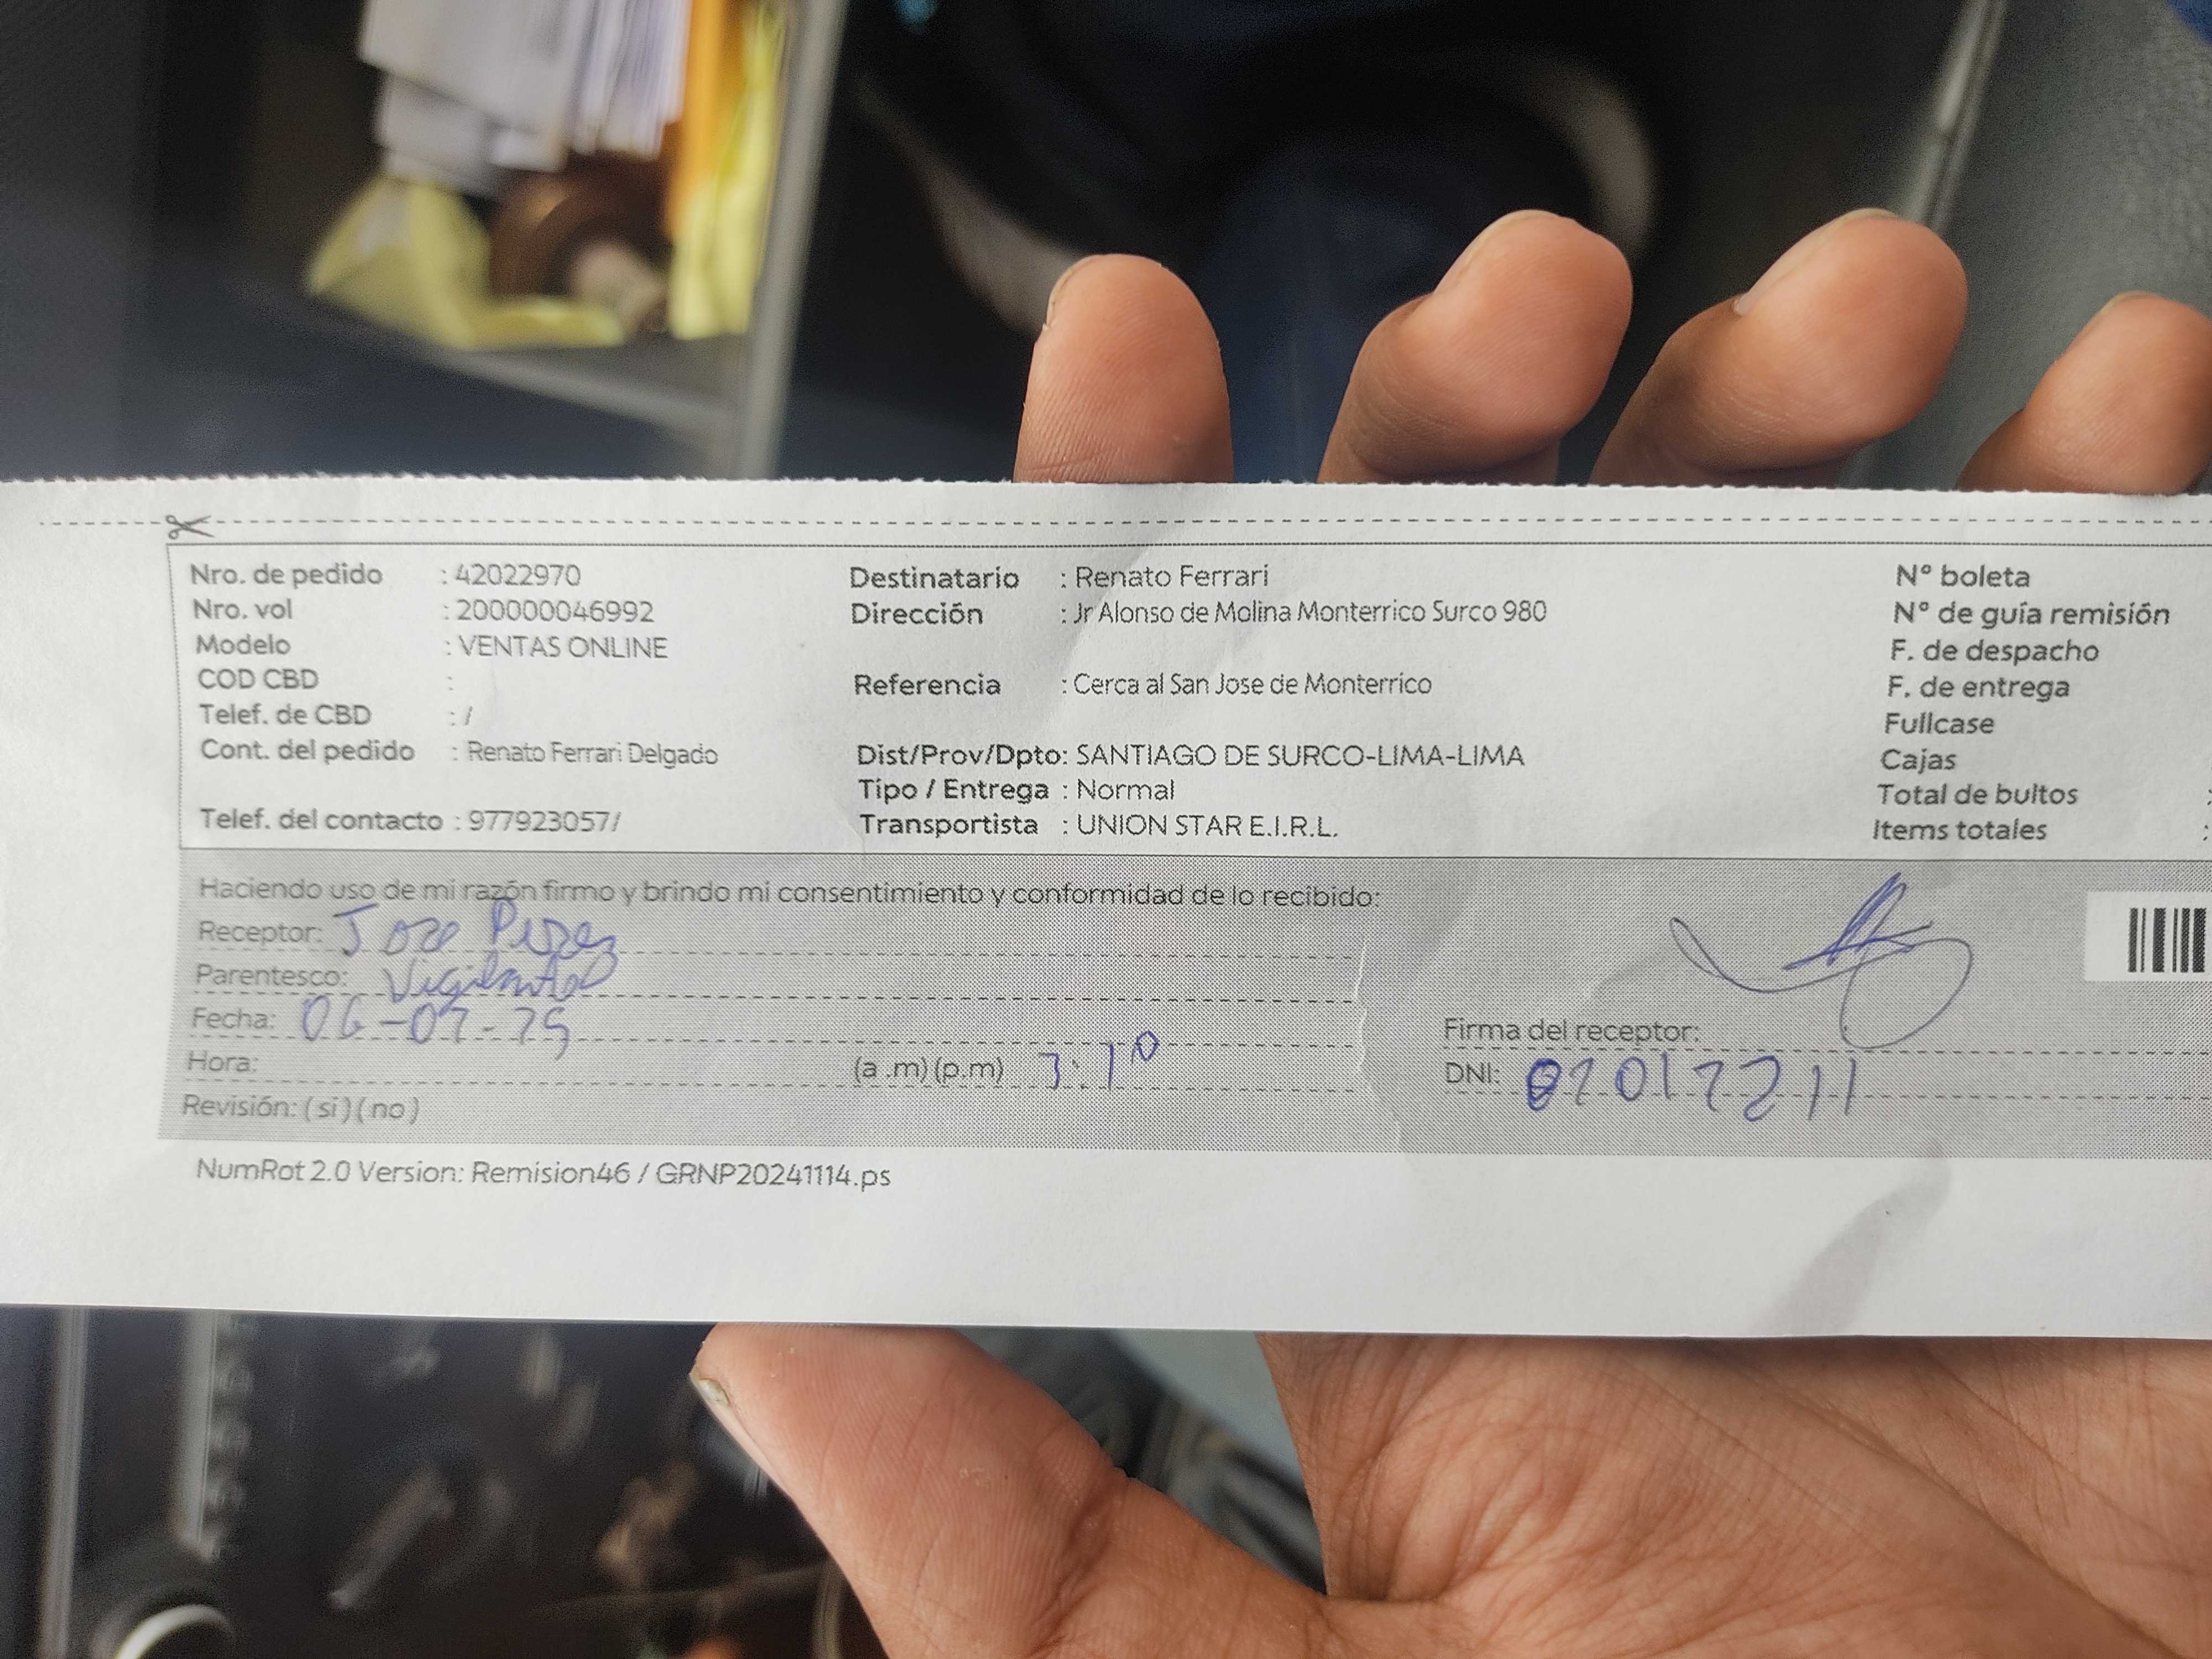 Nro. de pedido : 42022970
Nro. vol : 200000046992
Modelo : VENTAS ONLINE
COD CBD :
Telef. de CBD : /
Cont. del pedido : Renato Ferrari Delgado
Telef. del contacto : 977923057/
Destinatario : Renato Ferrari
Dirección : Jr Alonso de Molina Monterrico Surco 980
Referencia : Cerca al San Jose de Monterrico
Dist/Prov/Dpto: SANTIAGO DE SURCO-LIMA-LIMA
Tipo / Entrega : Normal
Transportista : UNION STAR E.I.R.L.
N° boleta
N° de guía remisión
F. de despacho
F. de entrega
Fullcase
Cajas
Total de bultos :
Items totales :
Haciendo uso de mi razón firmo y brindo mi consentimiento y conformidad de lo recibido:
Receptor: Jose Perez
Parentesco: Vigilante
Fecha:
Hora: (a .m) (p.m)
Revisión: ( si ) ( no )
Firma del receptor:
DNI:
NumRot 2.0 Version: Remision46 / GRNP20241114.ps